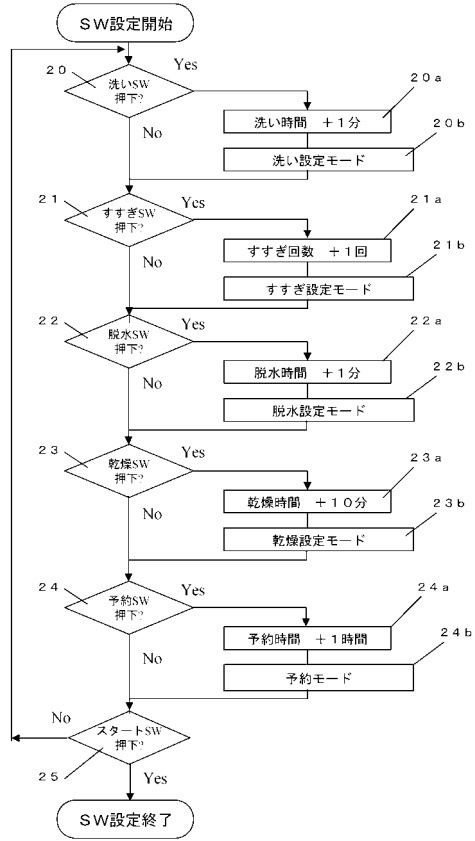 ＳＷ設定開始
２０
洗いSW
押下?
Yes
No
２０ａ
洗い時間　＋１分
２０ｂ
洗い設定モード
２１
すすぎSW
押下?
Yes
No
２１ａ
すすぎ回数　＋１回
２１ｂ
すすぎ設定モード
２２
脱水SW
押下?
Yes
No
２２ａ
脱水時間　＋１分
２２ｂ
脱水設定モード
２３
乾燥SW
押下?
Yes
No
２３ａ
乾燥時間　＋１０分
２３ｂ
乾燥設定モード
２４
予約SW
押下?
Yes
No
２４ａ
予約時間　＋１時間
２４ｂ
予約モード
No
スタートSW
押下?
２５
Yes
ＳＷ設定終了